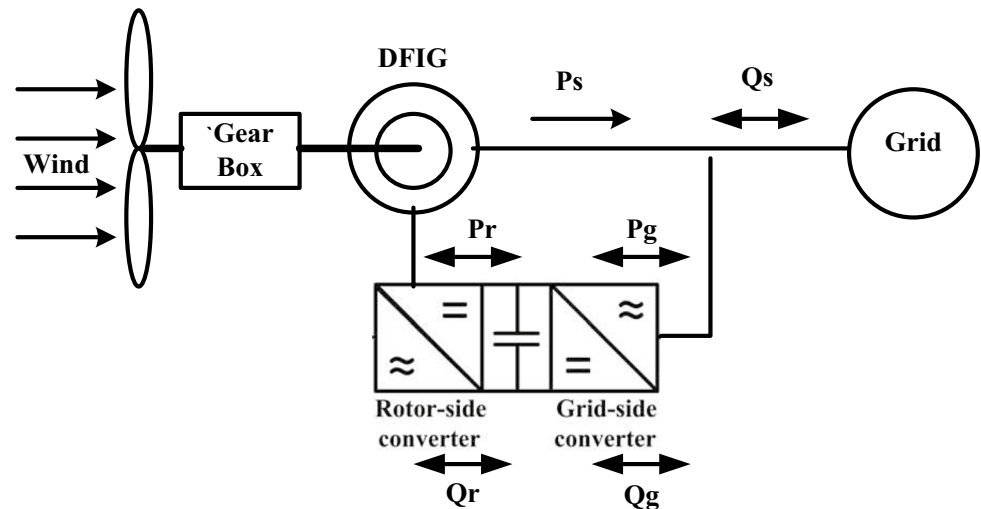 DFIG
Ps
Qs
Wind
`Gear
Box
Grid
Pr
Pg
=
≈
≈
=
Rotor-side
converter
Grid-side
converter
Qr
Qg